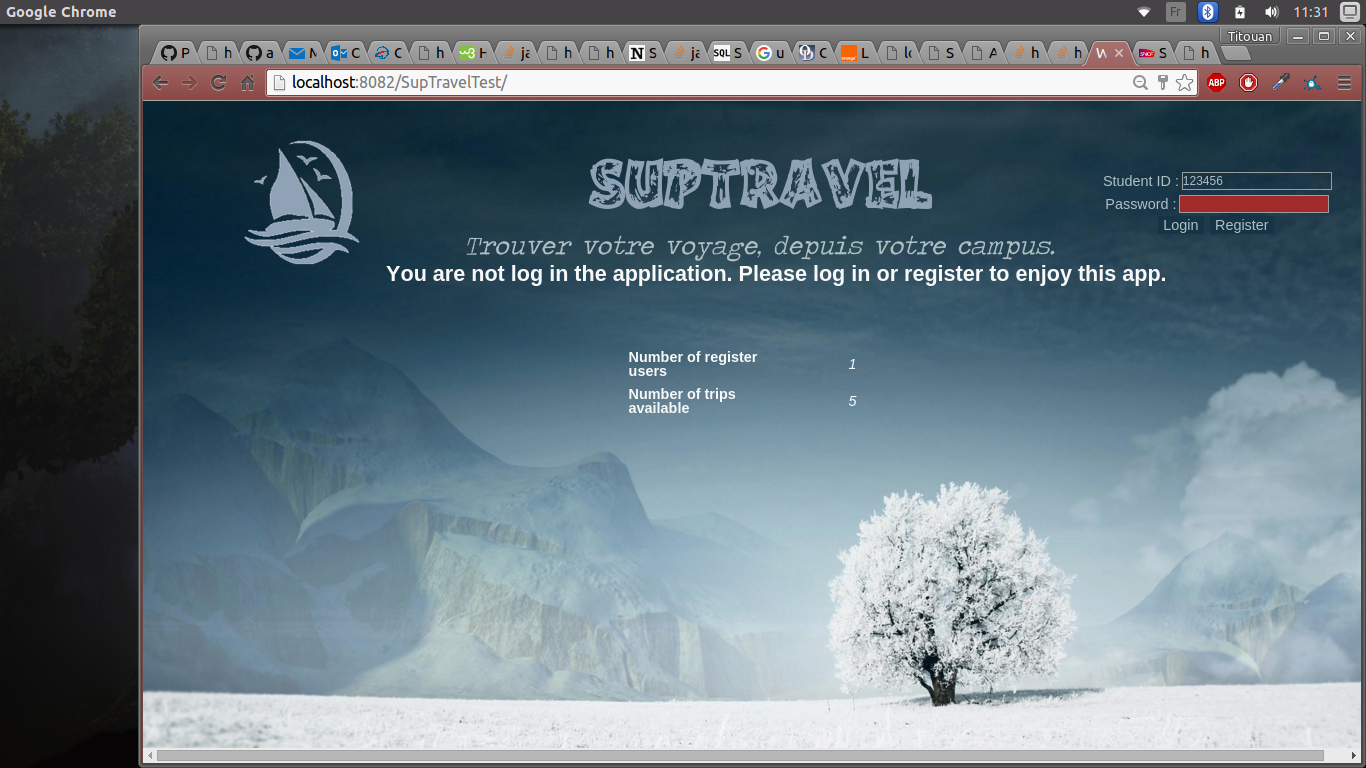 Google Chrome
Fr
11:31
Titouan
P h a M C C h H ja h h S ja S u C L lo S A h h W S h
localhost:8082/SupTravelTest/
ABP
SUPTRAVEL
Trouver votre voyage, depuis votre campus.
Student ID : 123456
Password :
Login Register
You are not log in the application. Please log in or register to enjoy this app.
Number of register users 1
Number of trips available 5